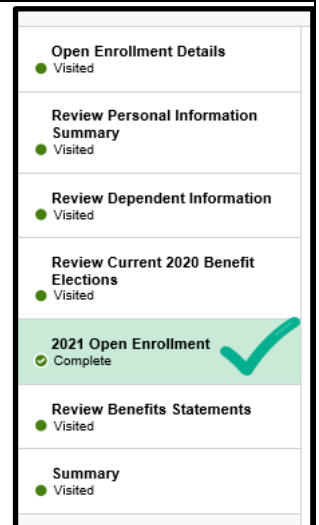 Open Enrollment Details
Visited
Review Personal Information
Summary
Visited
Review Dependent Information
Visited
Review Current 2020 Benefit
Elections
Visited
2021 Open Enrollment
Complete
Review Benefits Statements
Visited
Summary
Visited